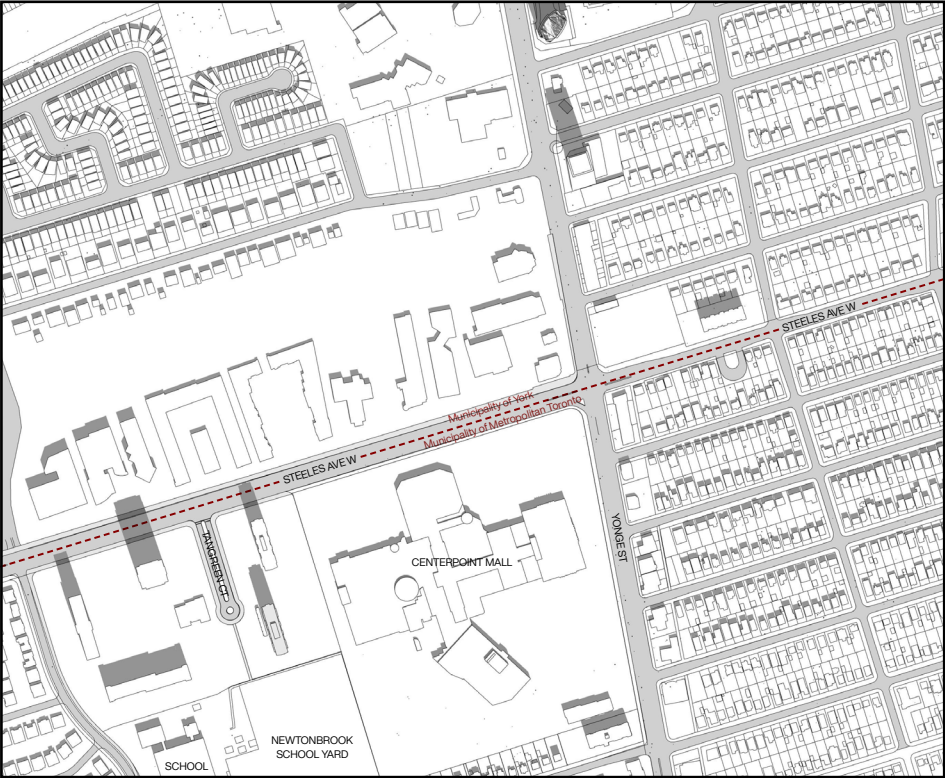 STEELES AVE W
Municipality of York
Municipality of Metropolitan Toronto
STEELES AVE W
TANGREEN CT
CENTERPOINT MALL
YONGE ST
NEWTONBROOK
SCHOOL YARD
SCHOOL